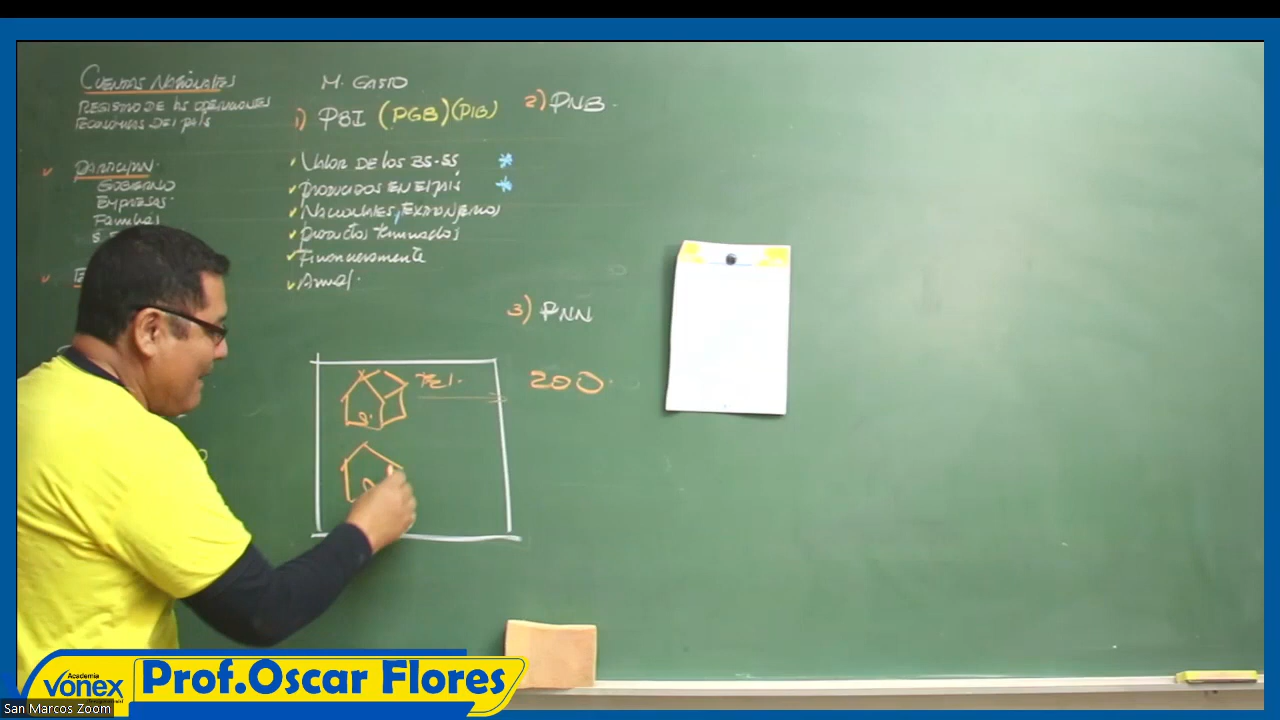 CUENTAS NACIONALES
REGISTRO DE LAS OPERACIONES
ECONÓMICAS DEL PAÍS
PARTICIPAN.
GOBIERNO
EMPRESAS.
Familias
M. GASTO
1) PBI (PGB)(PIB)
✓ VALOR DE LOS BS-SS *
✓ PRODUCIDOS EN EL PAÍS *
✓ NACIONALES, EXTRANJEROS
✓ productos terminados
✓ Financieramente
✓ Anual.
2) PNB.
3) PNN
200.
Academia
VONEX
Prof.Oscar Flores
San Marcos Zoom